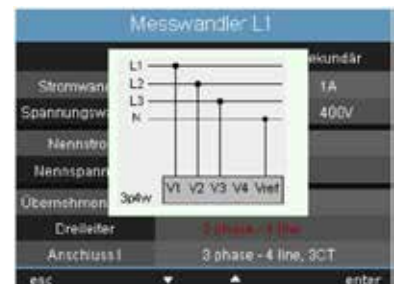 Messwandler L1
ekundär
Stromwan
1A
Spannungsw
400V
Nennstro
Nennspann
L1
L2
L3
N
V1 V2 V3 V4 Vref
3p4w
Dreileiter
3 phase - 4 line
Anschluss1
3 phase - 4 line, 3CT
esc
enter